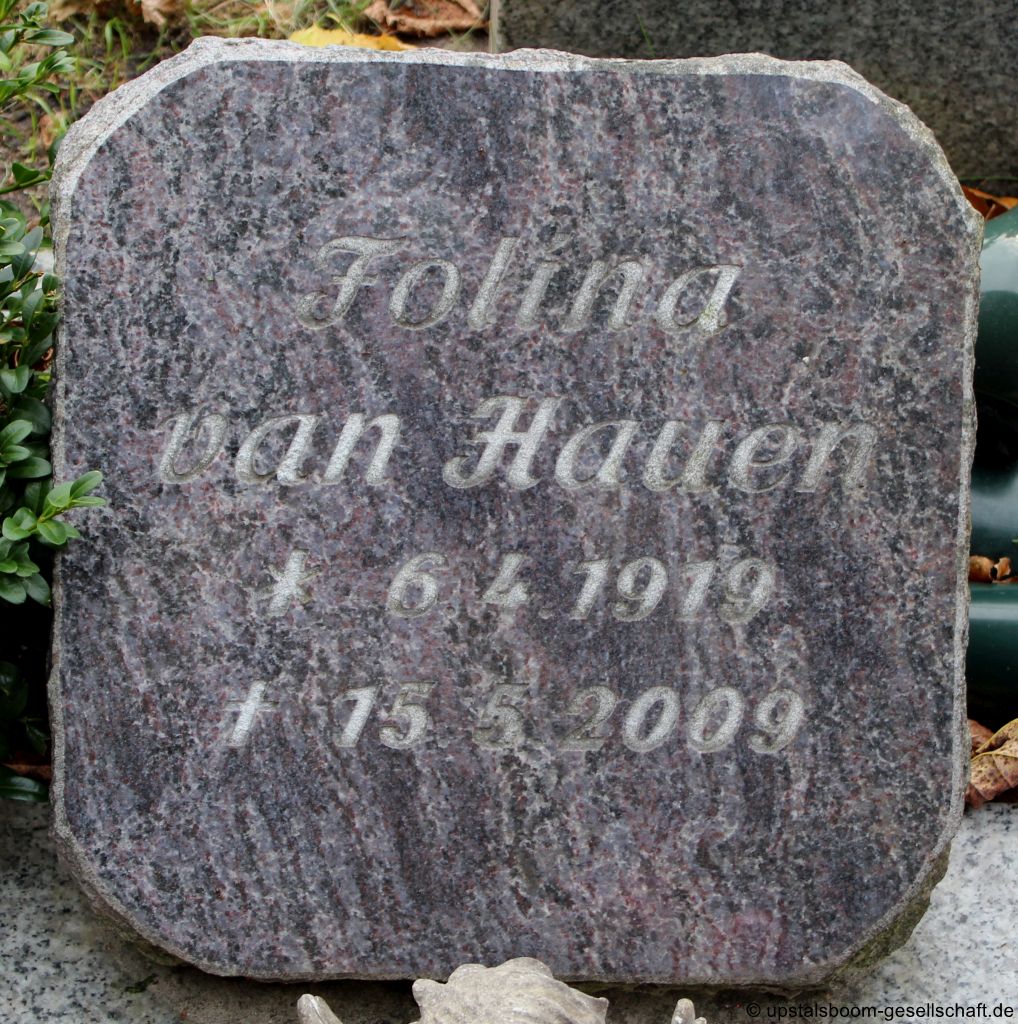 Folina
van Hauen
* 6. 4. 1919
† 15. 5. 2009
© upstalsboom-gesellschaft.de